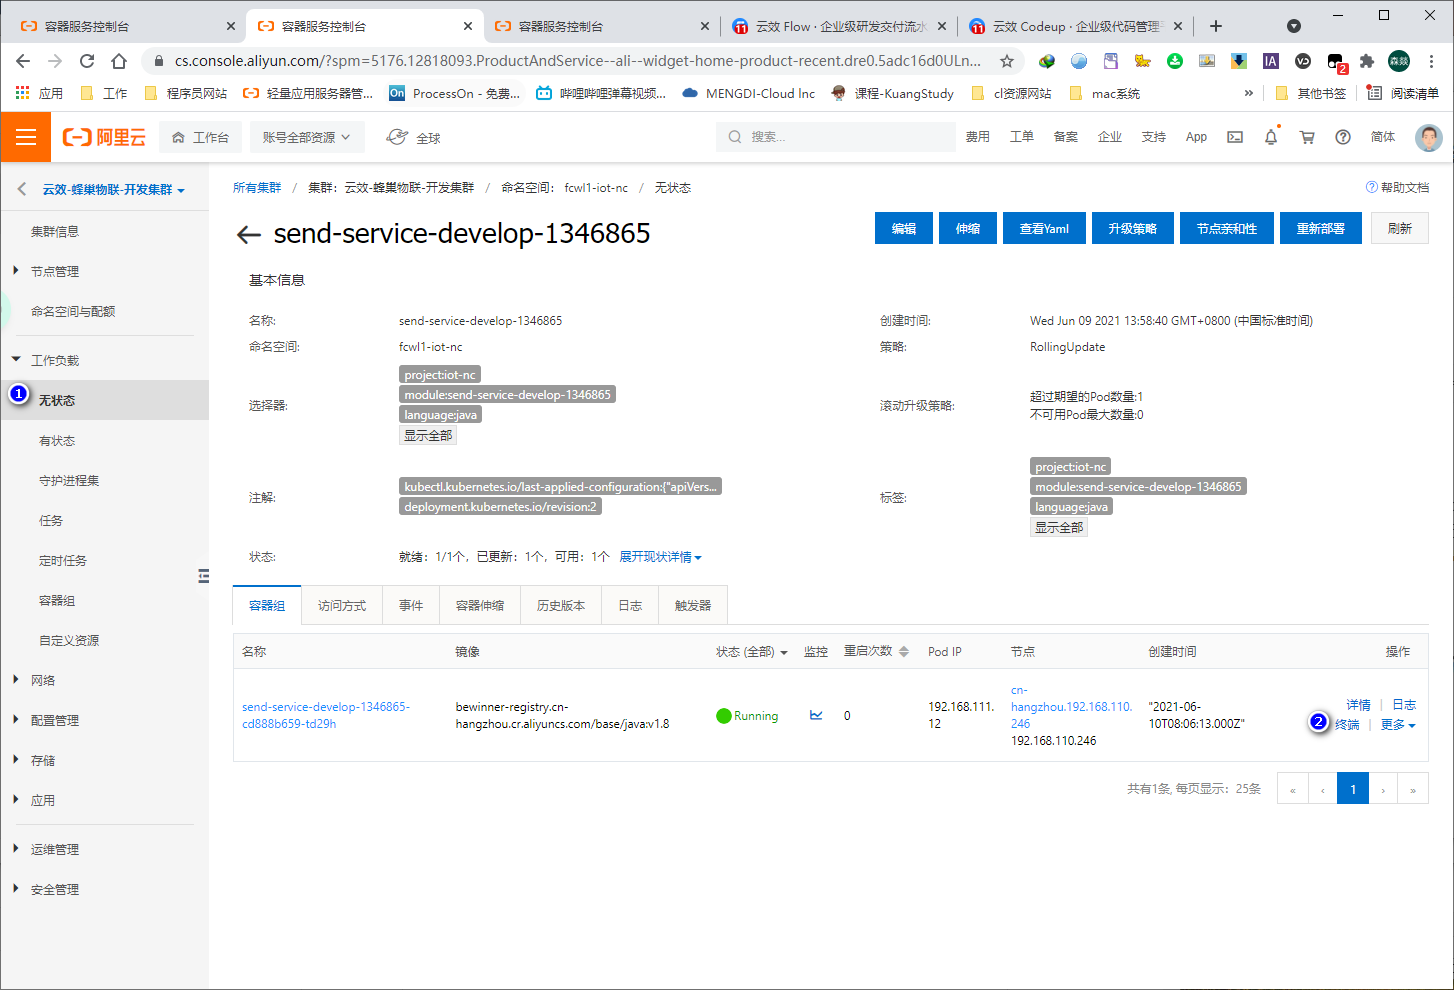 容器服务控制台
容器服务控制台
容器服务控制台
云效 Flow · 企业级研发交付流水
云效 Codeup · 企业级代码管理
cs.console.aliyun.com/?spm=5176.12818093.ProductAndService--ali--widget-home-product-recent.dre0.5adc16d0ULn...
IA
2
森燚
应用
工作
程序员网站
轻量应用服务器管...
On ProcessOn - 免费...
哔哩哔哩弹幕视频...
MENGDI-Cloud Inc
课程-KuangStudy
cl资源网站
mac系统
»
其他书签
阅读清单
阿里云
工作台
账号全部资源
全球
搜索...
费用
工单
备案
企业
支持
App
简体
云效-蜂巢物联-开发集群
集群信息
节点管理
命名空间与配额
工作负载
1
无状态
有状态
守护进程集
任务
定时任务
容器组
自定义资源
网络
配置管理
存储
应用
运维管理
安全管理
所有集群 / 集群：云效-蜂巢物联-开发集群 / 命名空间：fcwl1-iot-nc / 无状态
帮助文档
send-service-develop-1346865
编辑
伸缩
查看Yaml
升级策略
节点亲和性
重新部署
刷新
基本信息
名称: send-service-develop-1346865
创建时间: Wed Jun 09 2021 13:58:40 GMT+0800 (中国标准时间)
命名空间: fcwl1-iot-nc
策略: RollingUpdate
选择器:
project:iot-nc
module:send-service-develop-1346865
language:java
显示全部
滚动升级策略:
超过期望的Pod数量:1
不可用Pod最大数量:0
注解:
kubectl.kubernetes.io/last-applied-configuration:{"apiVers...
deployment.kubernetes.io/revision:2
标签:
project:iot-nc
module:send-service-develop-1346865
language:java
显示全部
状态: 就绪：1/1个，已更新：1个，可用：1个 展开现状详情
容器组
访问方式
事件
容器伸缩
历史版本
日志
触发器
名称
镜像
状态 (全部)
监控
重启次数
Pod IP
节点
创建时间
操作
send-service-develop-1346865-
cd888b659-td29h
bewinner-registry.cn-
hangzhou.cr.aliyuncs.com/base/java:v1.8
Running
0
192.168.111.
12
cn-
hangzhou.192.168.110.
246
192.168.110.246
"2021-06-
10T08:06:13.000Z"
详情 | 日志
2
终端 | 更多
共有1条, 每页显示：25条
« ‹ 1 › »